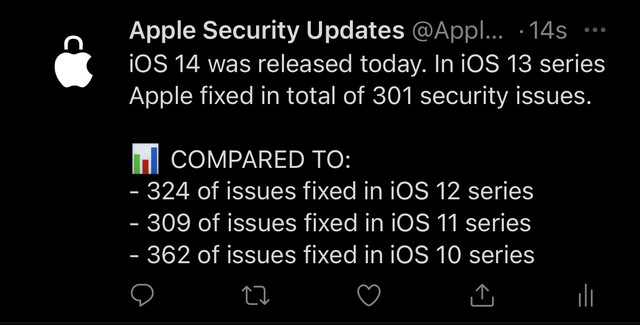 Apple Security Updates @Appl... · 14s
iOS 14 was released today. In iOS 13 series
Apple fixed in total of 301 security issues.
📊 COMPARED TO:
- 324 of issues fixed in iOS 12 series
- 309 of issues fixed in iOS 11 series
- 362 of issues fixed in iOS 10 series